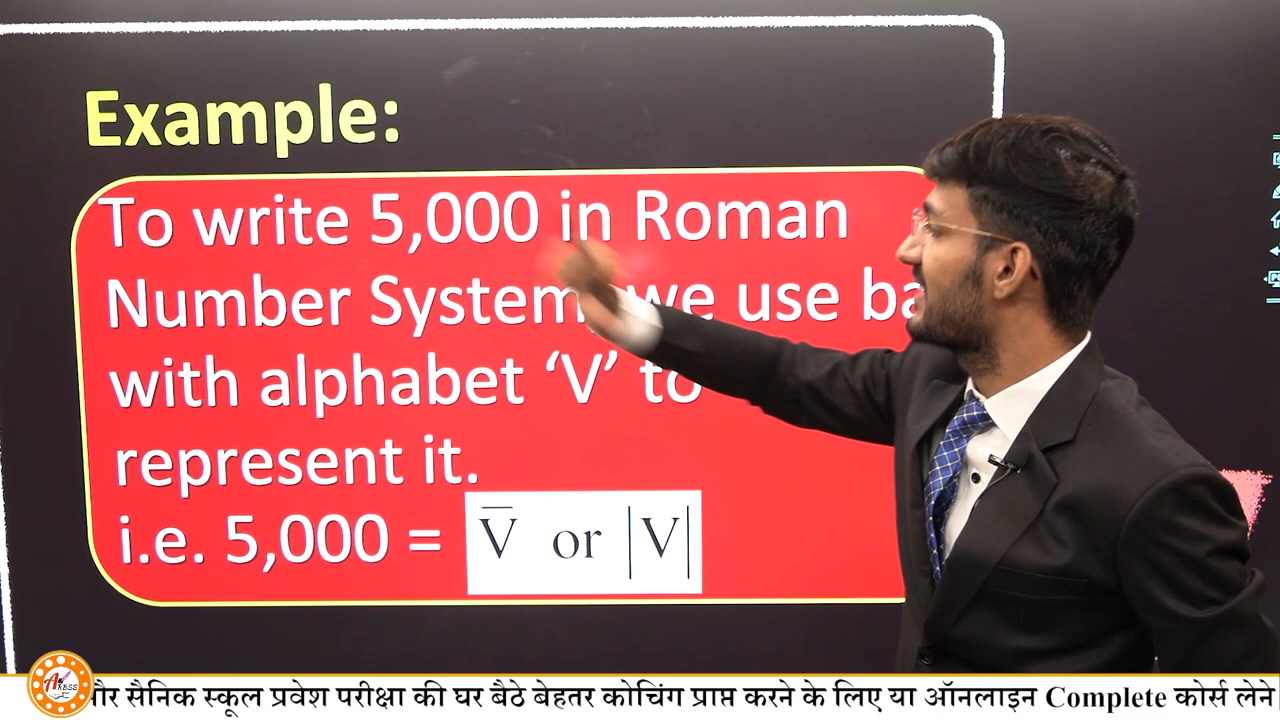 Example:
To write 5,000 in Roman
Number System, we use ba
with alphabet ‘V’ to
represent it.
i.e. 5,000 = V̅ or |V|
और सैनिक स्कूल प्रवेश परीक्षा की घर बैठे बेहतर कोचिंग प्राप्त करने के लिए या ऑनलाइन Complete कोर्स लेने